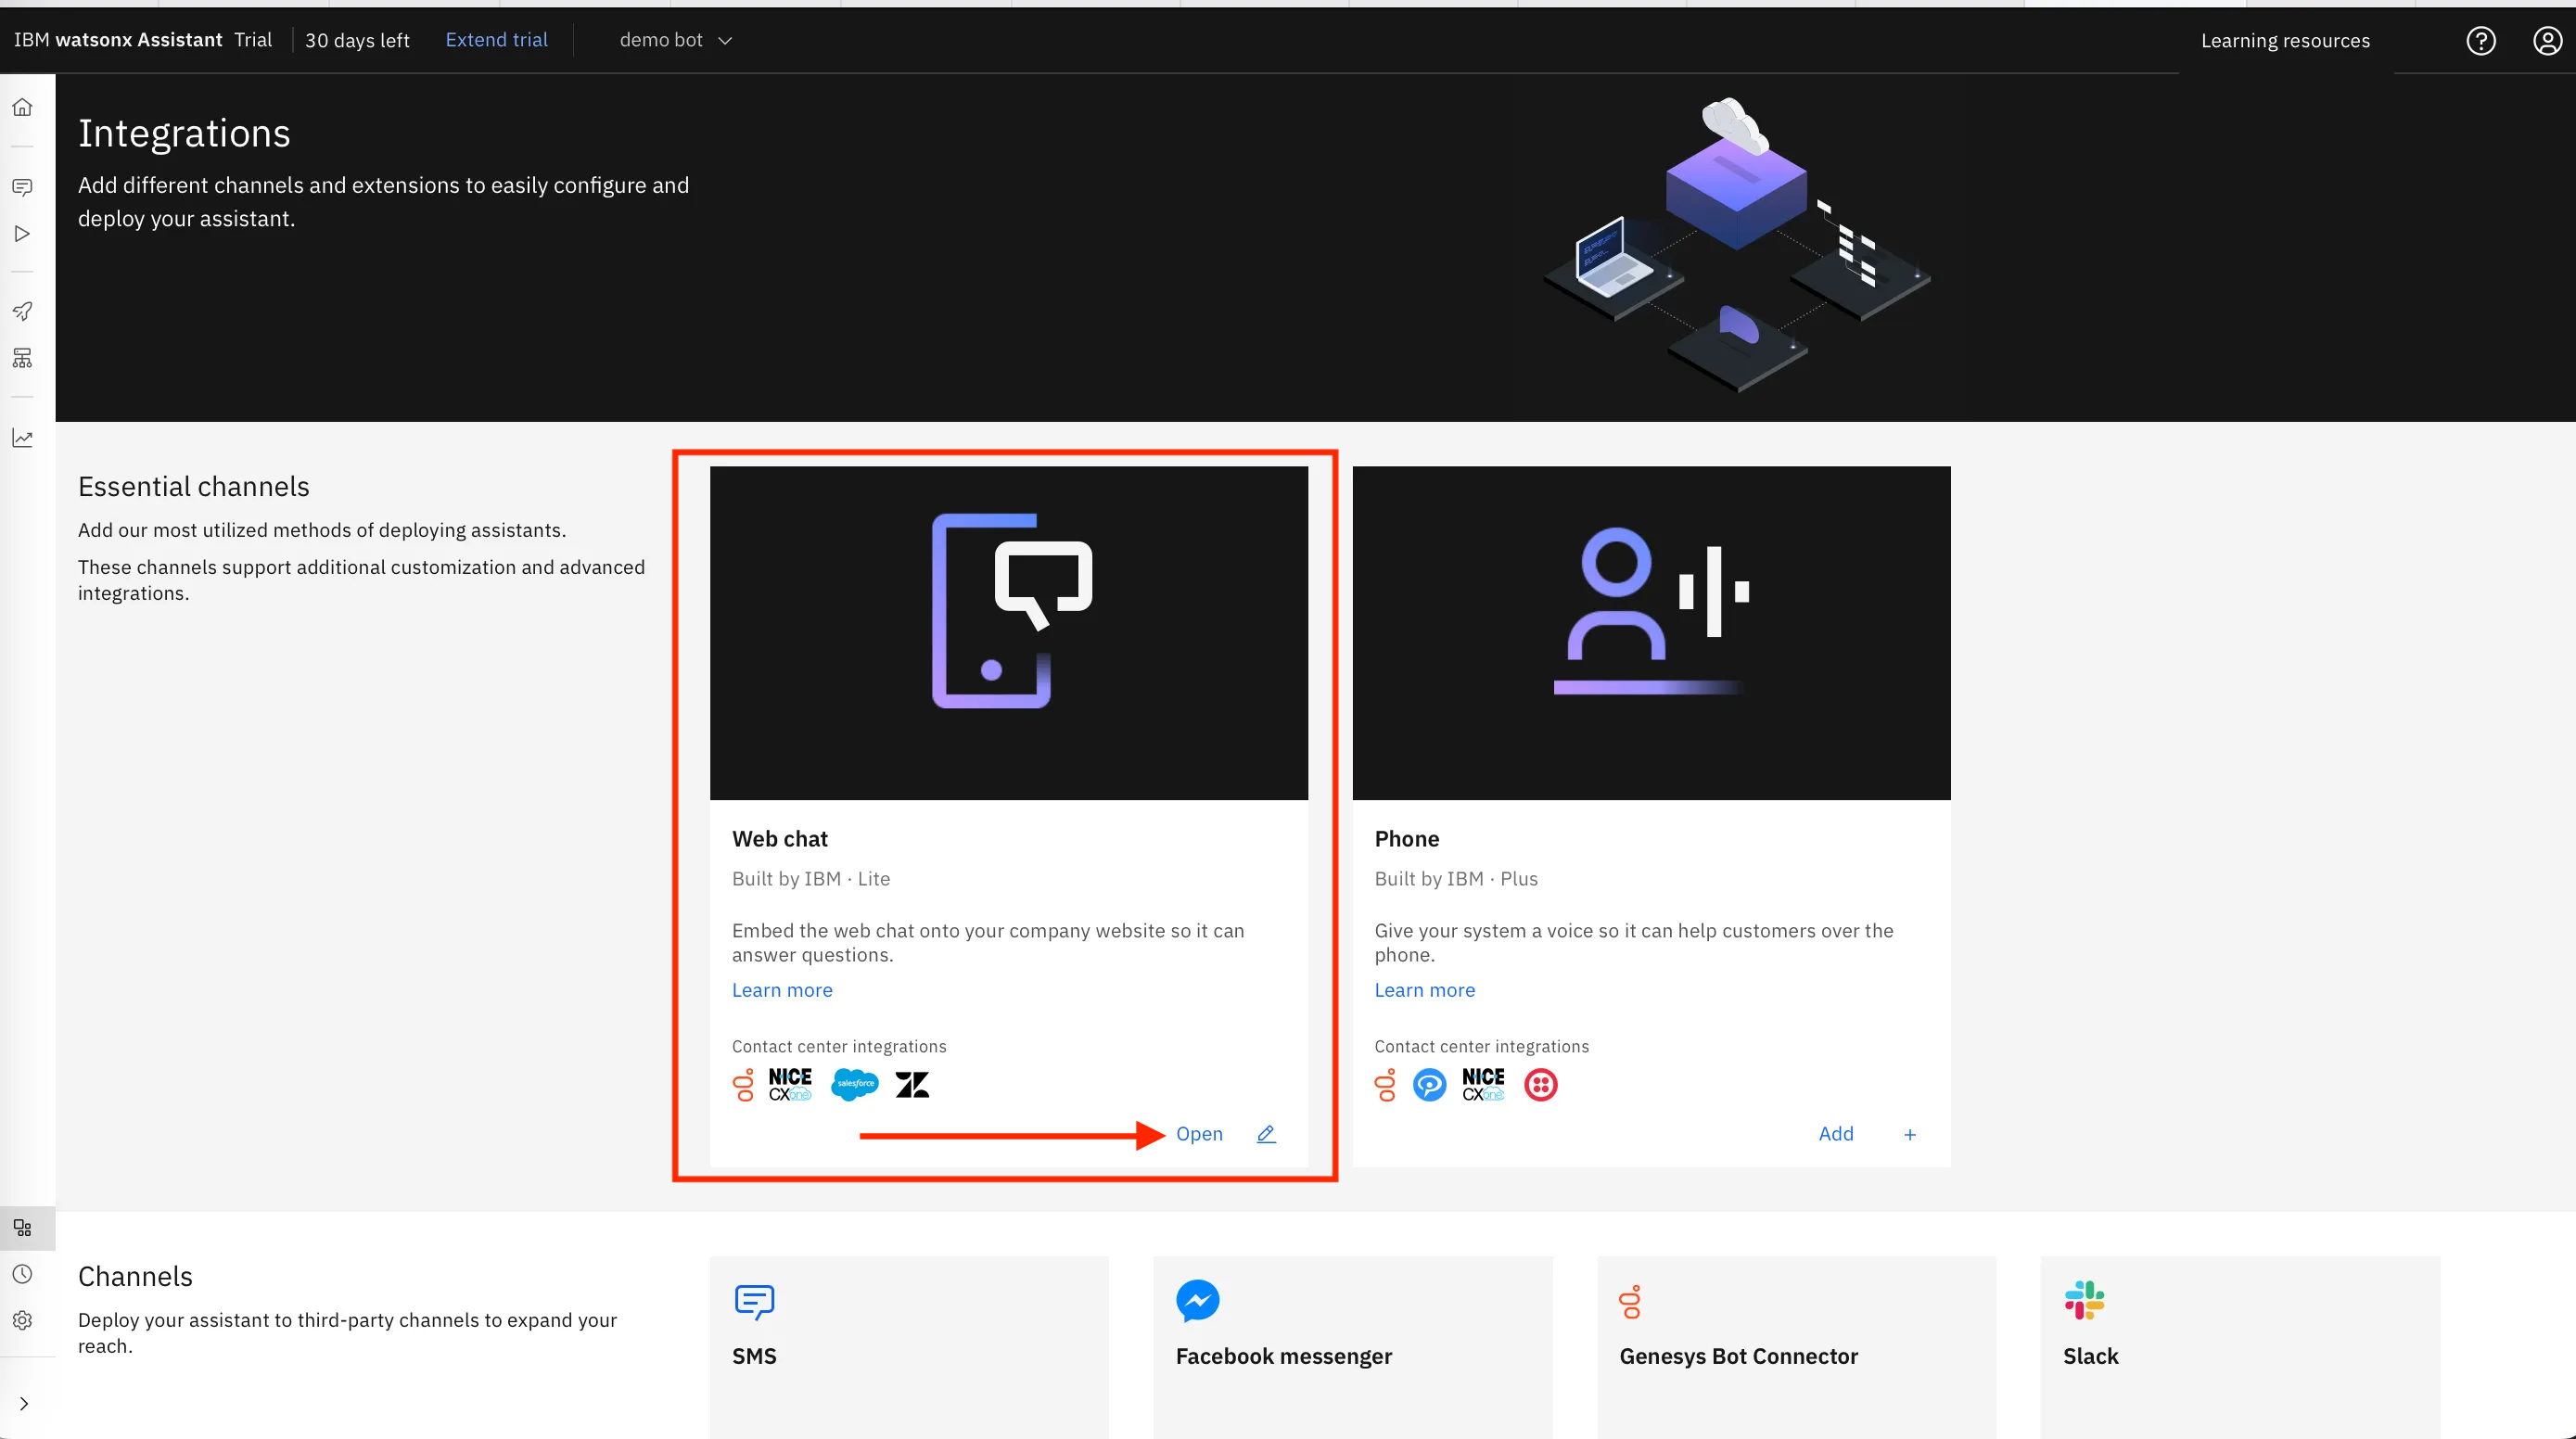 IBM watsonx Assistant Trial 30 days left Extend trial demo bot Learning resources
Integrations
Add different channels and extensions to easily configure and
deploy your assistant.
Essential channels
Add our most utilized methods of deploying assistants.
These channels support additional customization and advanced
integrations.
Web chat
Built by IBM · Lite
Embed the web chat onto your company website so it can
answer questions.
Learn more
Contact center integrations
NICE
CXone
salesforce
Open
Phone
Built by IBM · Plus
Give your system a voice so it can help customers over the
phone.
Learn more
Contact center integrations
NICE
CXone
Add +
Channels
Deploy your assistant to third-party channels to expand your
reach.
SMS
Facebook messenger
Genesys Bot Connector
Slack